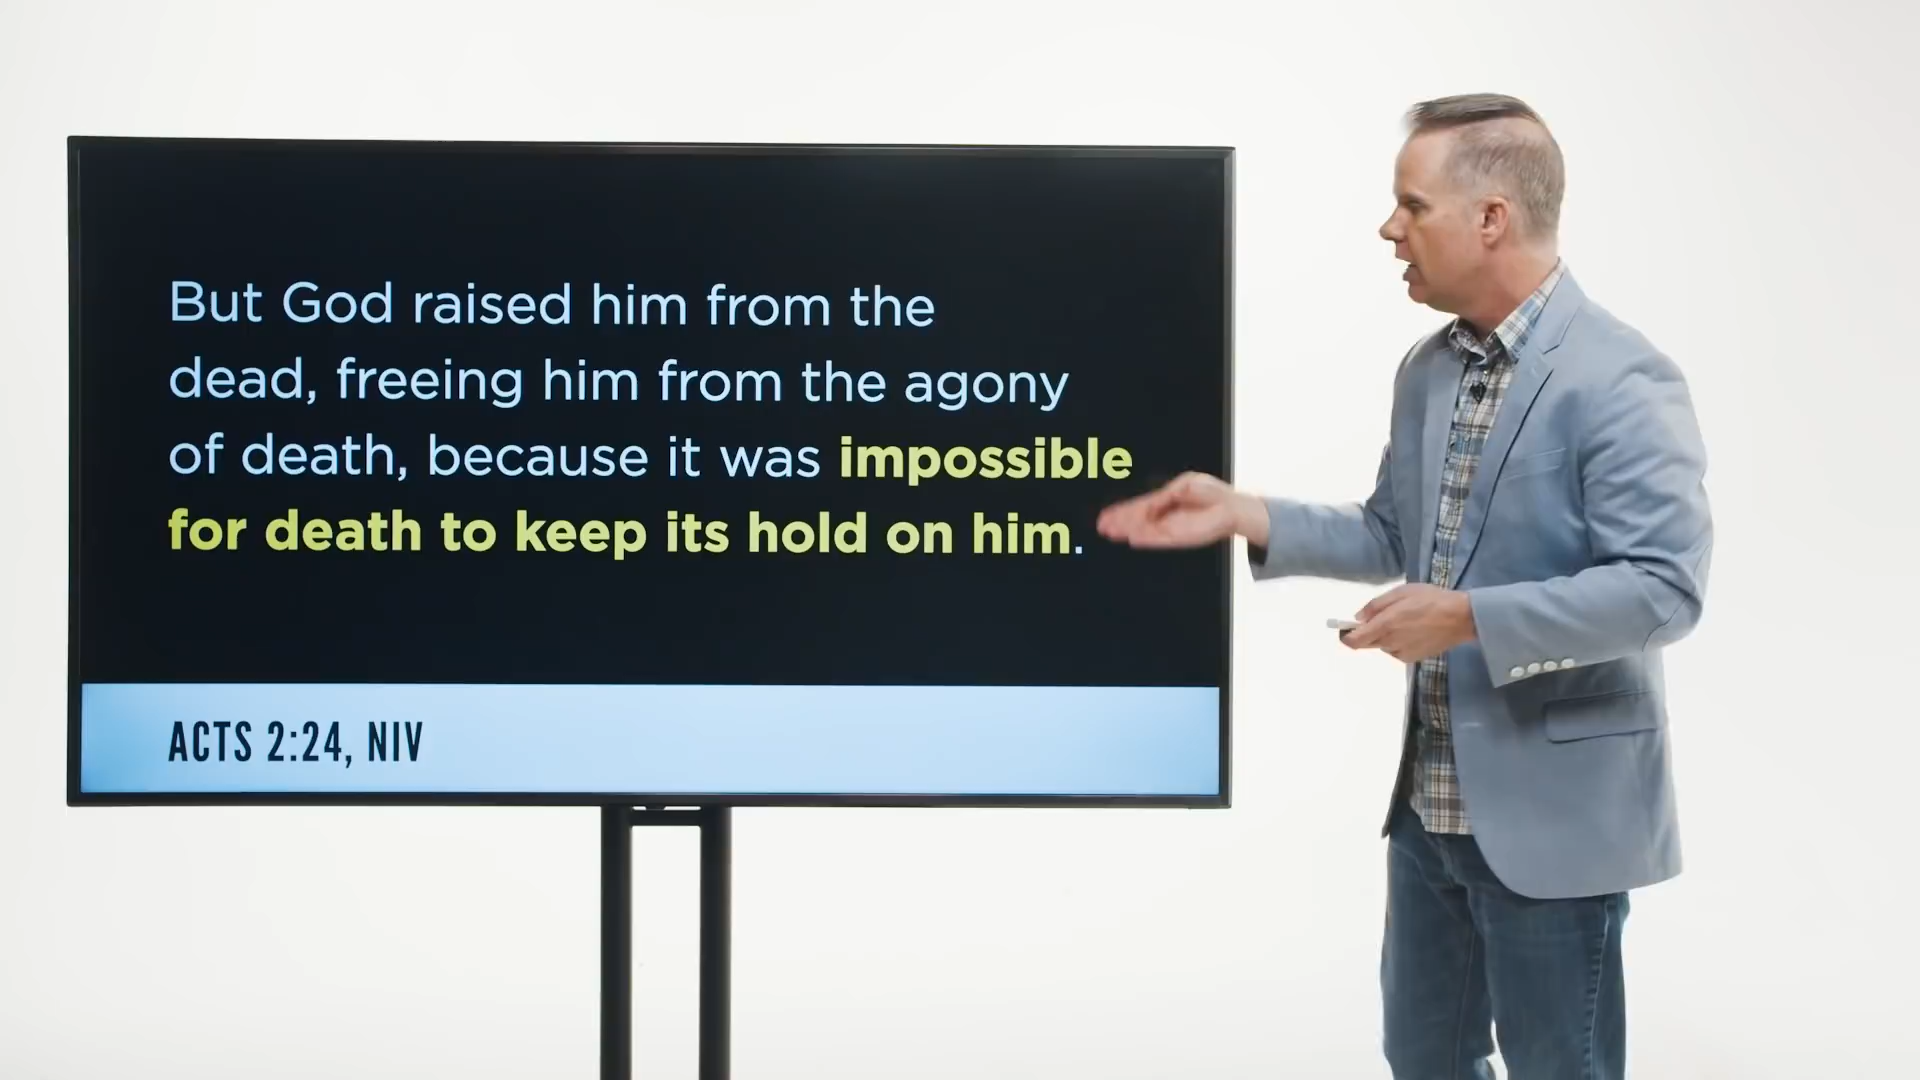 But God raised him from the
dead, freeing him from the agony
of death, because it was impossible
for death to keep its hold on him.
ACTS 2:24, NIV